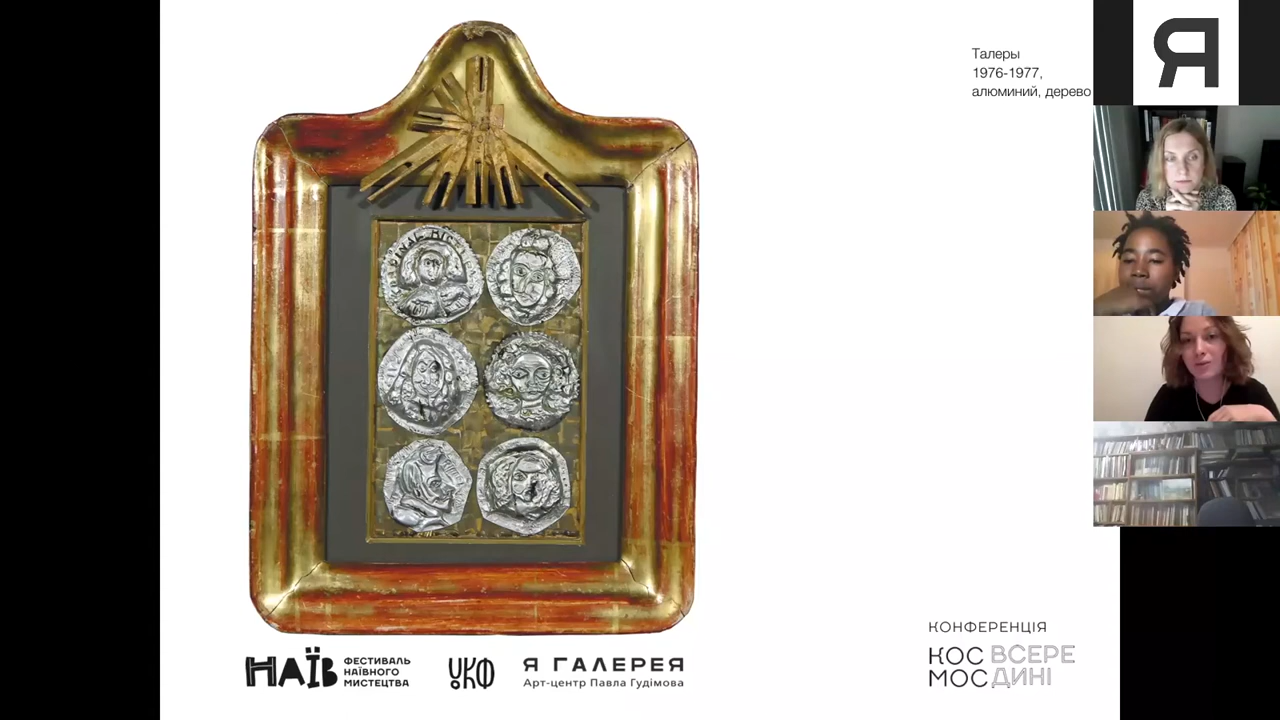 Талеры
1976-1977,
алюминий, дерево
Я
КОНФЕРЕНЦІЯ
КОС ВСЕРЕ
МОС ДИНІ
НАЇВ
ФЕСТИВАЛЬ
НАЇВНОГО
МИСТЕЦТВА
УКФ
Я ГАЛЕРЕЯ
Арт-центр Павла Гудімова